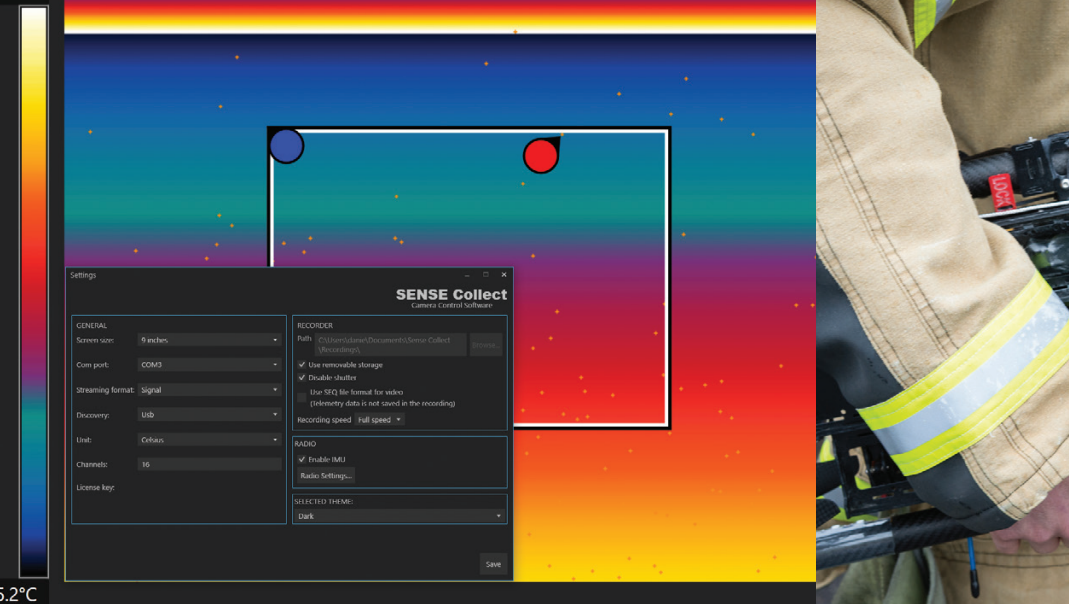 Settings
SENSE Collect
Camera Control Software
GENERAL
Screen size: 9 inches
Com port: COM3
Streaming format: Signal
Discovery: Usb
Unit: Celsius
Channels: 16
License key:
RECORDER
Path C:\Users\danie\Documents\Sense Collect
\Recordings\
Browse...
Use removable storage
Disable shutter
Use SEQ file format for video
(Telemetry data is not saved in the recording)
Recording speed Full speed
RADIO
Enable IMU
Radio Settings...
SELECTED THEME:
Dark
Save
5.2°C
LOCK